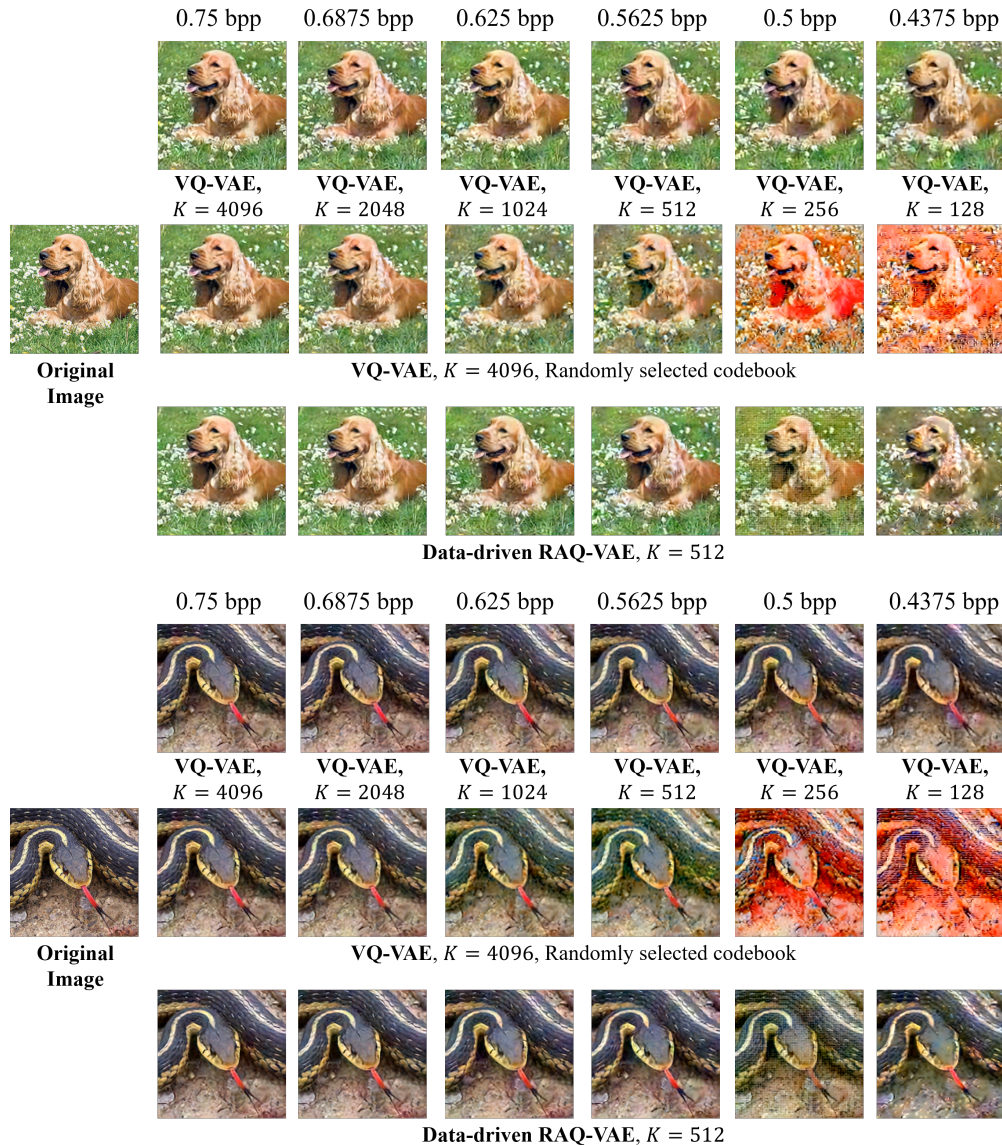 0.75 bpp 0.6875 bpp 0.625 bpp 0.5625 bpp 0.5 bpp 0.4375 bpp
VQ-VAE, VQ-VAE, VQ-VAE, VQ-VAE, VQ-VAE, VQ-VAE,
K = 4096 K = 2048 K = 1024 K = 512 K = 256 K = 128
Original
Image
VQ-VAE, K = 4096, Randomly selected codebook
Data-driven RAQ-VAE, K = 512
0.75 bpp 0.6875 bpp 0.625 bpp 0.5625 bpp 0.5 bpp 0.4375 bpp
VQ-VAE, VQ-VAE, VQ-VAE, VQ-VAE, VQ-VAE, VQ-VAE,
K = 4096 K = 2048 K = 1024 K = 512 K = 256 K = 128
Original
Image
VQ-VAE, K = 4096, Randomly selected codebook
Data-driven RAQ-VAE, K = 512